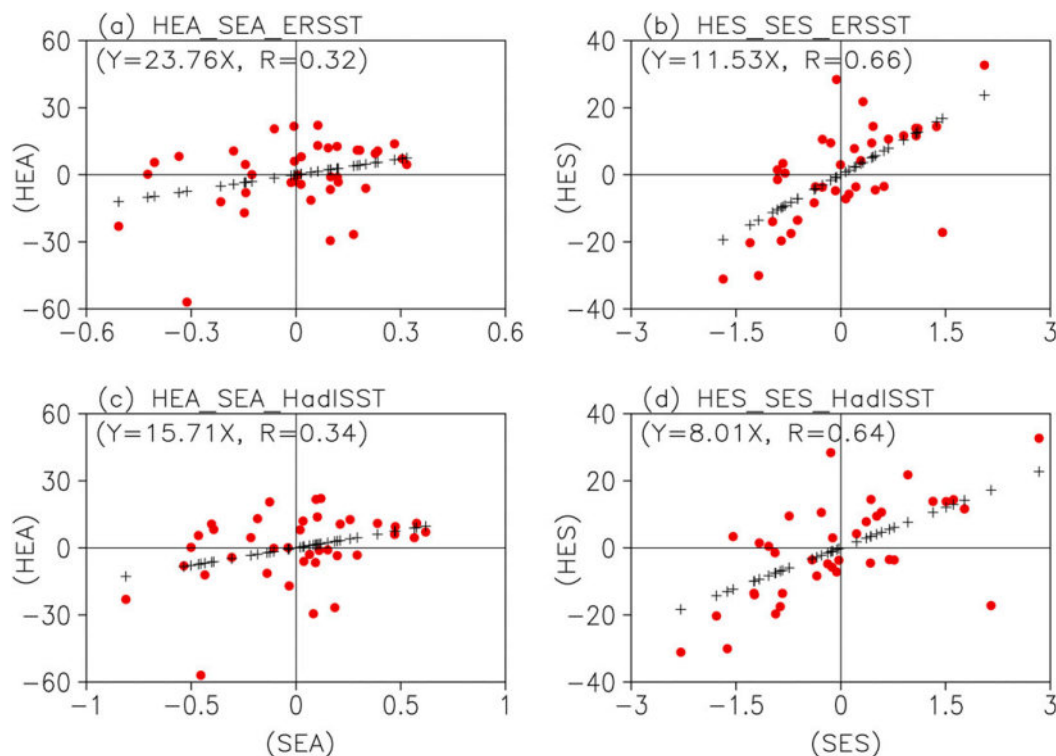 (a) HEA_SEA_ERSST
(Y=23.76X, R=0.32)
60
30
0
−30
−60
(HEA)
−0.6
−0.3
0
0.3
0.6
(b) HES_SES_ERSST
(Y=11.53X, R=0.66)
40
20
0
−20
−40
(HES)
−3
−1.5
0
1.5
3
(c) HEA_SEA_HadISST
(Y=15.71X, R=0.34)
60
30
0
−30
−60
(HEA)
−1
−0.5
0
0.5
1
(SEA)
(d) HES_SES_HadISST
(Y=8.01X, R=0.64)
40
20
0
−20
−40
(HES)
−3
−1.5
0
1.5
3
(SES)